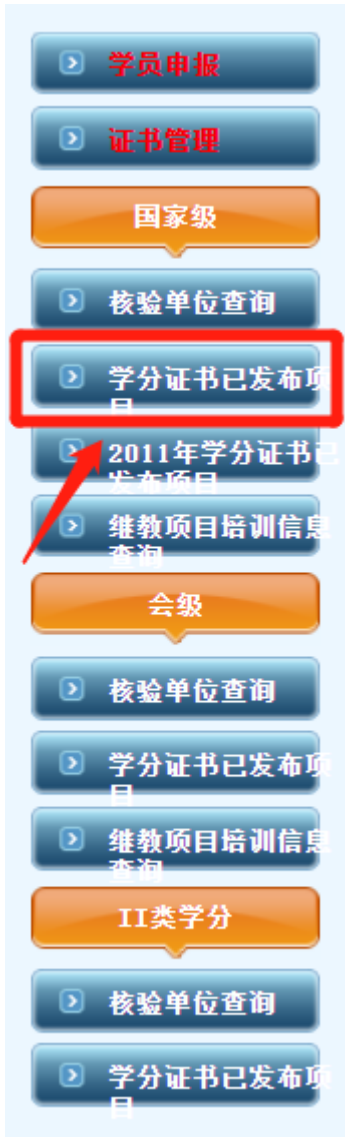 学员申报
证书管理
国家级
核验单位查询
学分证书已发布项
目
2011年学分证书已
发布项目
继教项目培训信息
查询
会级
核验单位查询
学分证书已发布项
目
继教项目培训信息
查询
II类学分
核验单位查询
学分证书已发布项
目